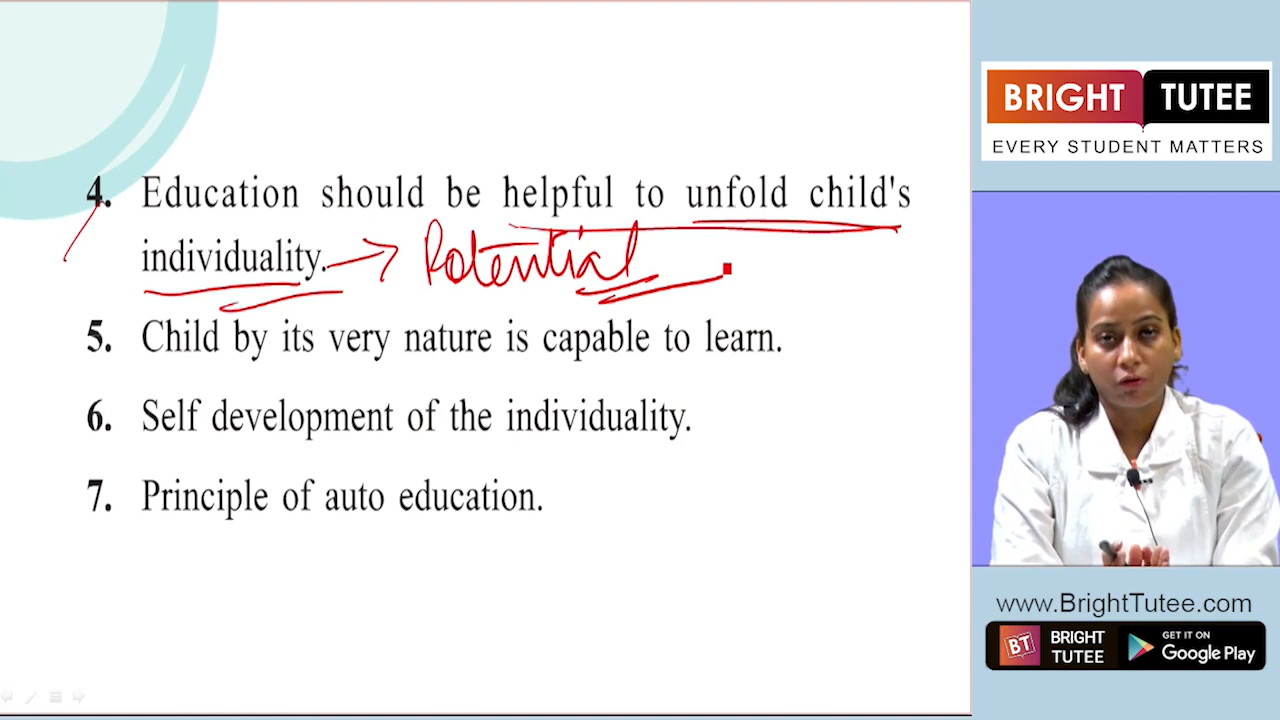 4. Education should be helpful to unfold child's
individuality. → Potential
5. Child by its very nature is capable to learn.
6. Self development of the individuality.
7. Principle of auto education.
BRIGHT TUTEE
EVERY STUDENT MATTERS
www.BrightTutee.com
BT BRIGHT TUTEE
GET IT ON
Google Play